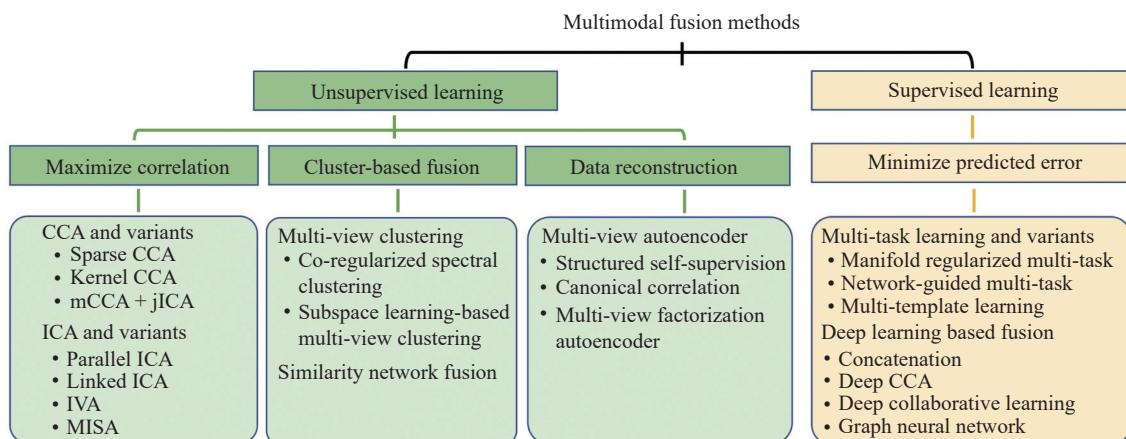 Multimodal fusion methods
Unsupervised learning
Supervised learning
Maximize correlation
Cluster-based fusion
Data reconstruction
Minimize predicted error
CCA and variants
• Sparse CCA
• Kernel CCA
• mCCA + jICA
ICA and variants
• Parallel ICA
• Linked ICA
• IVA
• MISA
Multi-view clustering
• Co-regularized spectral
clustering
• Subspace learning-based
multi-view clustering
Similarity network fusion
Multi-view autoencoder
• Structured self-supervision
• Canonical correlation
• Multi-view factorization
autoencoder
Multi-task learning and variants
• Manifold regularized multi-task
• Network-guided multi-task
• Multi-template learning
Deep learning based fusion
• Concatenation
• Deep CCA
• Deep collaborative learning
• Graph neural network